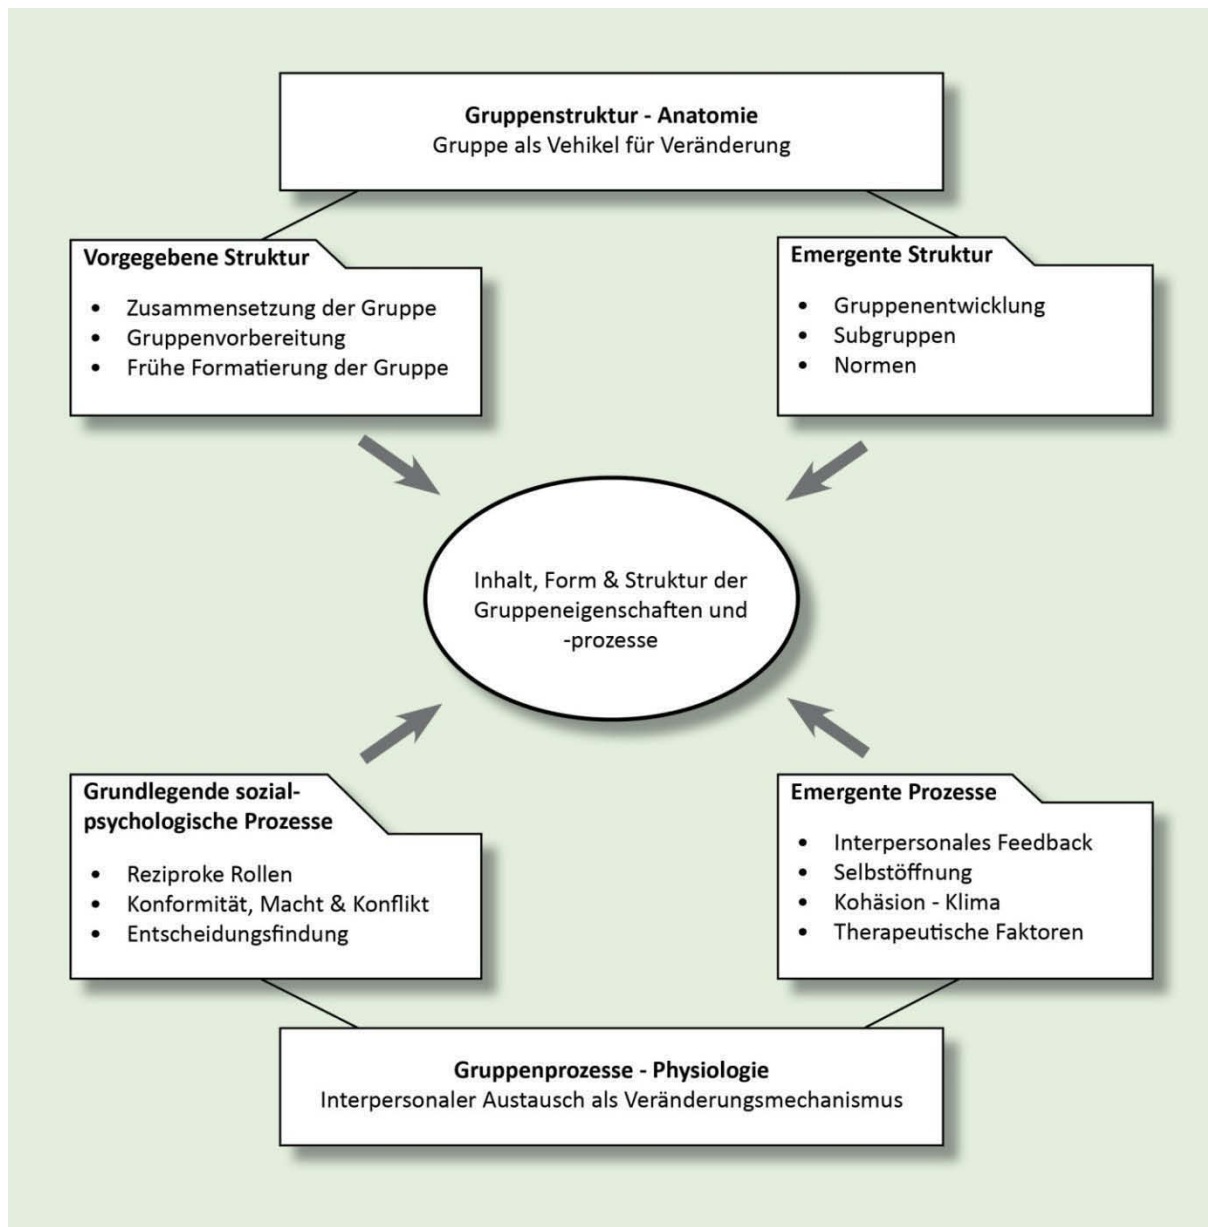 Gruppenstruktur - Anatomie
Gruppe als Vehikel für Veränderung
Vorgegebene Struktur
• Zusammensetzung der Gruppe
• Gruppenvorbereitung
• Frühe Formatierung der Gruppe
Emergente Struktur
• Gruppenentwicklung
• Subgruppen
• Normen
Inhalt, Form & Struktur der
Gruppeneigenschaften und
-prozesse
Grundlegende sozial-
psychologische Prozesse
• Reziproke Rollen
• Konformität, Macht & Konflikt
• Entscheidungsfindung
Emergente Prozesse
• Interpersonales Feedback
• Selbstöffnung
• Kohäsion - Klima
• Therapeutische Faktoren
Gruppenprozesse - Physiologie
Interpersonaler Austausch als Veränderungsmechanismus